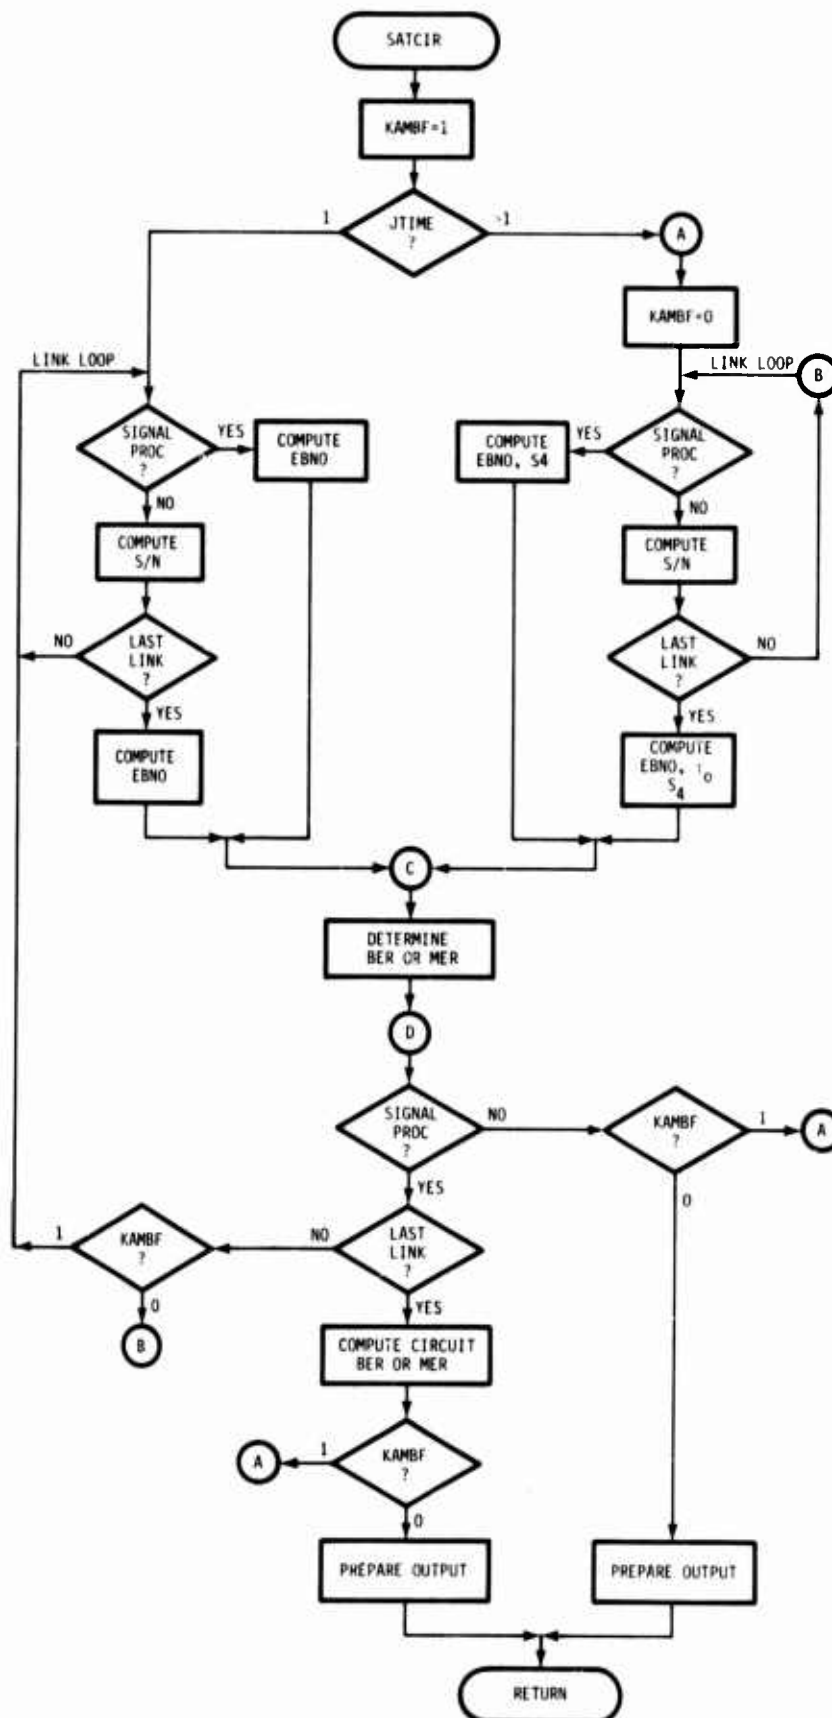 SATCIR
KAMBF=1
JTIME
?
1
>1
A
KAMBF=0
LINK LOOP
LINK LOOP
B
SIGNAL
PROC
?
YES
COMPUTE
EBNO
NO
COMPUTE
S/N
NO
LAST
LINK
?
YES
COMPUTE
EBNO
COMPUTE
EBNO, S4
YES
SIGNAL
PROC
?
NO
COMPUTE
S/N
LAST
LINK
?
NO
YES
COMPUTE
EBNO,
S4
C
DETERMINE
BER OR MER
D
SIGNAL
PROC
?
NO
KAMBF
?
1
A
0
YES
LAST
LINK
?
NO
KAMBF
?
1
0
B
YES
COMPUTE CIRCUIT
BER OR MER
KAMBF
?
1
A
0
PREPARE OUTPUT
PREPARE OUTPUT
RETURN